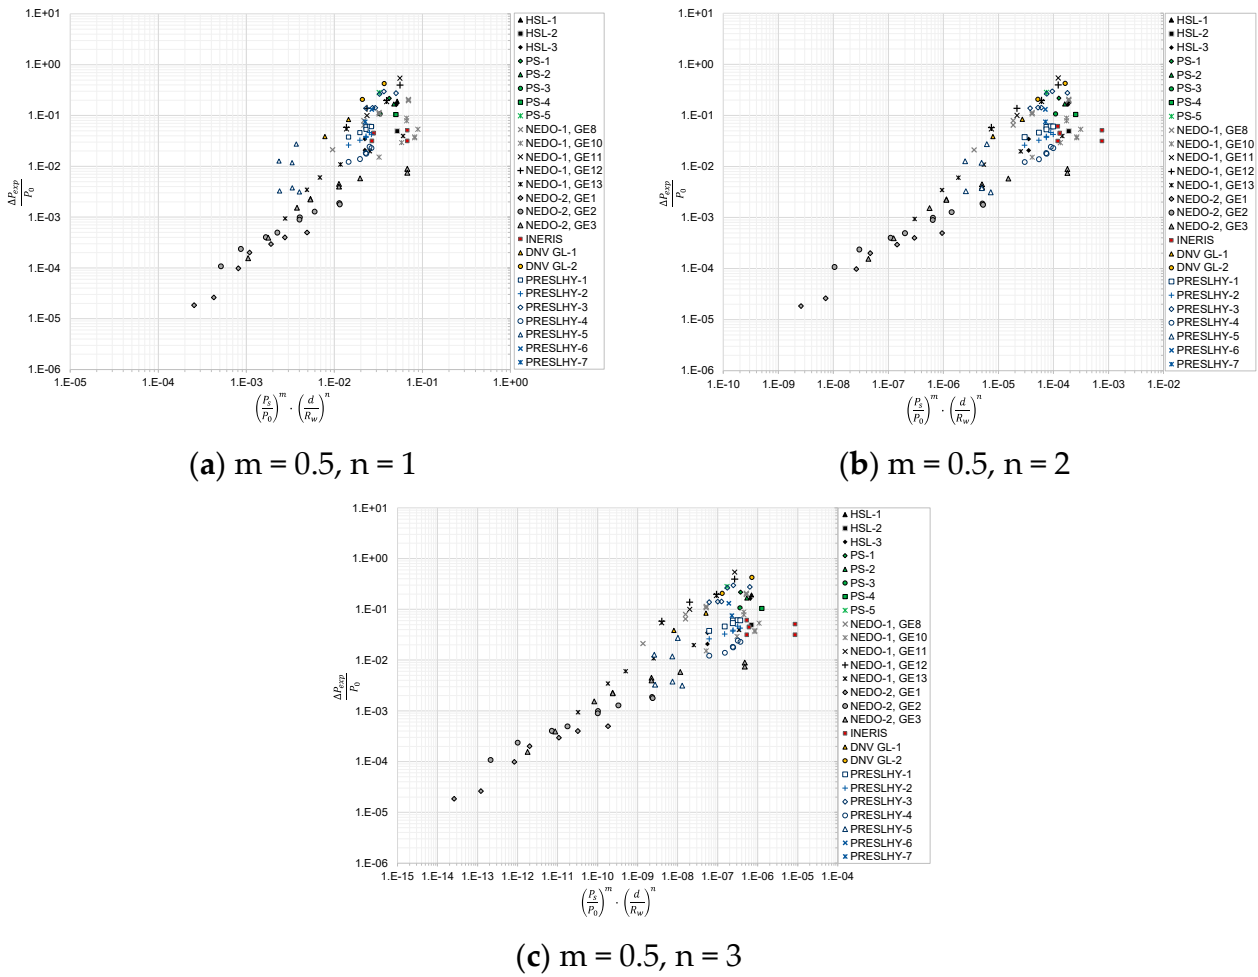 1.E+01
1.E+00
1.E-01
1.E-02
1.E-03
1.E-04
1.E-05
1.E-06
ΔP_exp / P_0
1.E-05 1.E-04 1.E-03 1.E-02 1.E-01 1.E+00
(P_s/P_0)^m · (d/R_w)^n
HSL-1
HSL-2
HSL-3
PS-1
PS-2
PS-3
PS-4
PS-5
NEDO-1, GE8
NEDO-1, GE10
NEDO-1, GE11
NEDO-1, GE12
NEDO-1, GE13
NEDO-2, GE1
NEDO-2, GE2
NEDO-2, GE3
INERIS
DNV GL-1
DNV GL-2
PRESLHY-1
PRESLHY-2
PRESLHY-3
PRESLHY-4
PRESLHY-5
PRESLHY-6
PRESLHY-7
(a) m = 0.5, n = 1
1.E+01
1.E+00
1.E-01
1.E-02
1.E-03
1.E-04
1.E-05
1.E-06
ΔP_exp / P_0
1.E-10 1.E-09 1.E-08 1.E-07 1.E-06 1.E-05 1.E-04 1.E-03 1.E-02
(P_s/P_0)^m · (d/R_w)^n
HSL-1
HSL-2
HSL-3
PS-1
PS-2
PS-3
PS-4
PS-5
NEDO-1, GE8
NEDO-1, GE10
NEDO-1, GE11
NEDO-1, GE12
NEDO-1, GE13
NEDO-2, GE1
NEDO-2, GE2
NEDO-2, GE3
INERIS
DNV GL-1
DNV GL-2
PRESLHY-1
PRESLHY-2
PRESLHY-3
PRESLHY-4
PRESLHY-5
PRESLHY-6
PRESLHY-7
(b) m = 0.5, n = 2
1.E+01
1.E+00
1.E-01
1.E-02
1.E-03
1.E-04
1.E-05
1.E-06
ΔP_exp / P_0
1.E-15 1.E-14 1.E-13 1.E-12 1.E-11 1.E-10 1.E-09 1.E-08 1.E-07 1.E-06 1.E-05 1.E-04
(P_s/P_0)^m · (d/R_w)^n
HSL-1
HSL-2
HSL-3
PS-1
PS-2
PS-3
PS-4
PS-5
NEDO-1, GE8
NEDO-1, GE10
NEDO-1, GE11
NEDO-1, GE12
NEDO-1, GE13
NEDO-2, GE1
NEDO-2, GE2
NEDO-2, GE3
INERIS
DNV GL-1
DNV GL-2
PRESLHY-1
PRESLHY-2
PRESLHY-3
PRESLHY-4
PRESLHY-5
PRESLHY-6
PRESLHY-7
(c) m = 0.5, n = 3